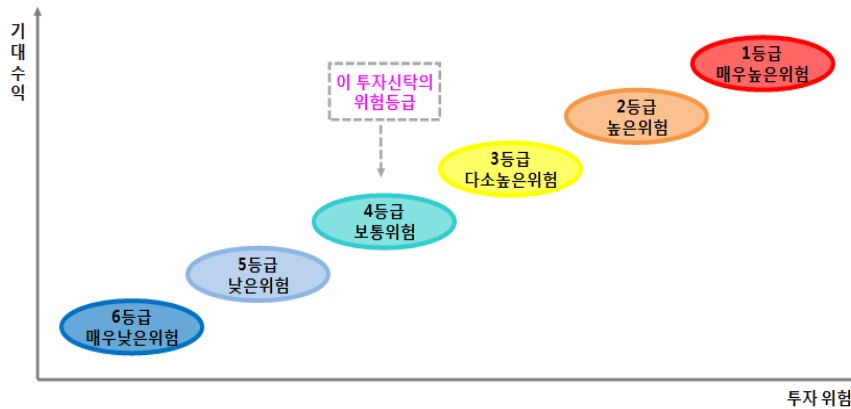 기대수익
1등급
매우높은위험
이 투자신탁의
위험등급
2등급
높은위험
3등급
다소높은위험
4등급
보통위험
5등급
낮은위험
6등급
매우낮은위험
투자 위험